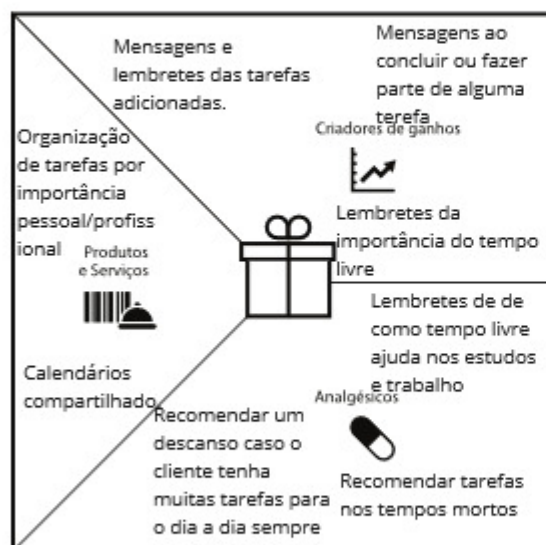 Mensagens e
lembretes das tarefas
adicionadas.
Mensagens ao
concluir ou fazer
parte de alguma
terefa
Criadores de ganhos
Lembretes da
importância do tempo
livre
Organização
de tarefas por
importância
pessoal/profiss
ional
Produtos
e Serviços
Calendários
compartilhado
Lembretes de de
como tempo livre
ajuda nos estudos
e trabalho
Analgésicos
Recomendar um
descanso caso o
cliente tenha
muitas tarefas para
o dia a dia sempre
Recomendar tarefas
nos tempos mortos